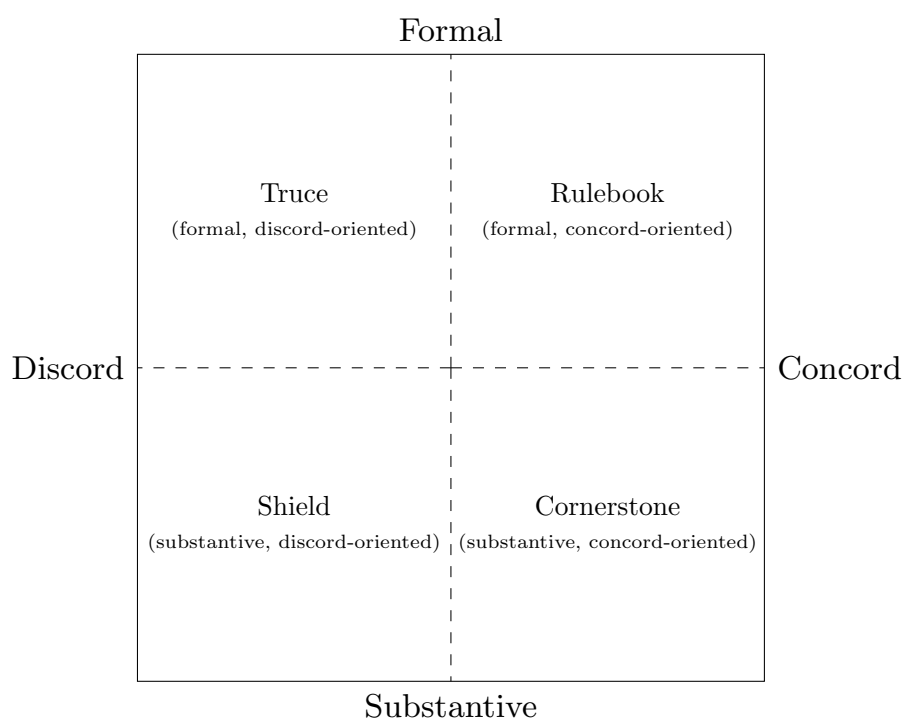 Formal
Truce
(formal, discord-oriented)
Rulebook
(formal, concord-oriented)
Discord
Concord
Shield
(substantive, discord-oriented)
Cornerstone
(substantive, concord-oriented)
Substantive